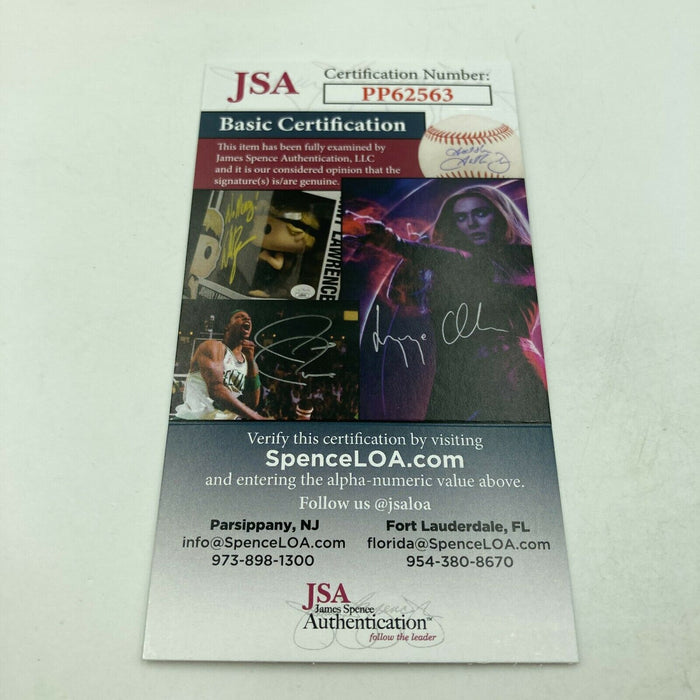 JSA
Certification Number:
PP62563
Basic Certification
This item has been fully examined by
James Spence Authentication, LLC
and it is our considered opinion that the
signature(s) is/are genuine.
LAWRENCE
Verify this certification by visiting
SpenceLOA.com
and entering the alpha-numeric value above.
Follow us @jsaloa
Parsippany, NJ
info@SpenceLOA.com
973-898-1300
Fort Lauderdale, FL
florida@SpenceLOA.com
954-380-8670
JSA
James Spence
Authentication™
follow the leader